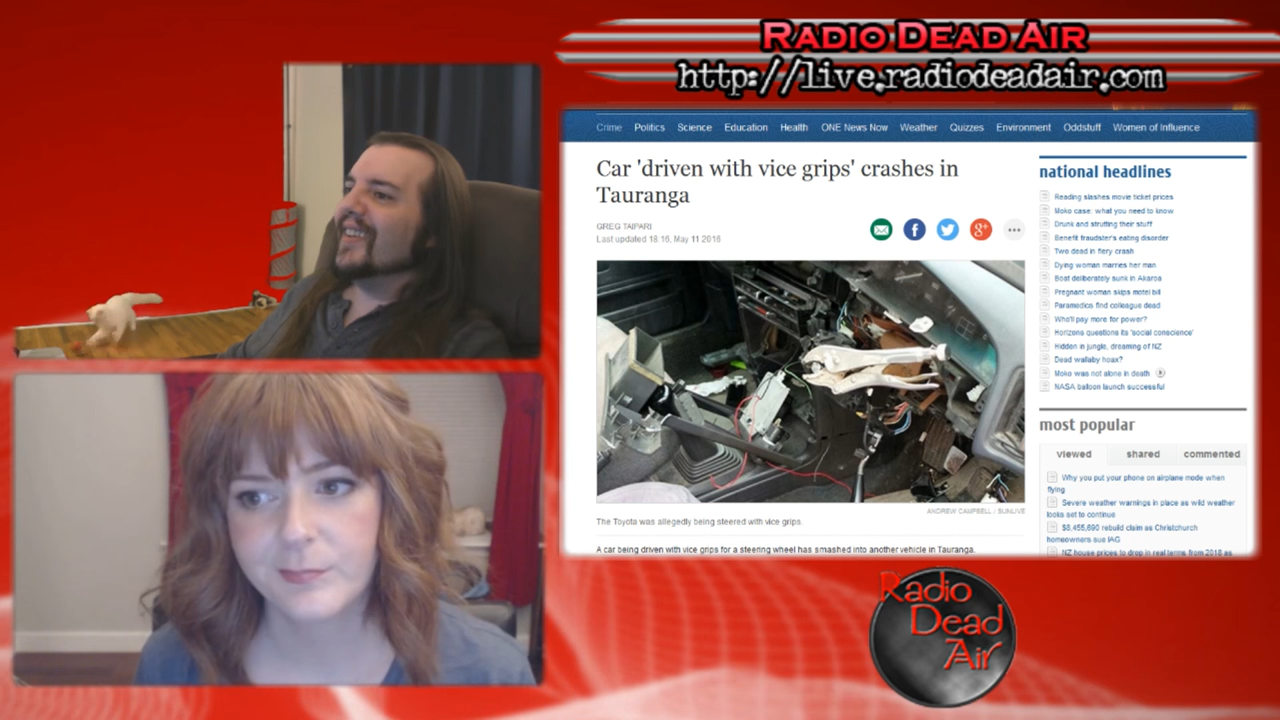 RADIO DEAD AIR
http://live.radiodeadair.com
Crime Politics Science Education Health ONE News Now Weather Quizzes Environment Oddstuff Women of Influence
Car 'driven with vice grips' crashes in
Tauranga
GREG TAIPARI
Last updated 18:16, May 11 2016
ANDREW CAMPBELL / SUNLIVE
The Toyota was allegedly being steered with vice grips.
A car being driven with vice grips for a steering wheel has smashed into another vehicle in Tauranga.
national headlines
Reading slashes movie ticket prices
Moko case: what you need to know
Drunk and strutting their stuff
Benefit fraudster's eating disorder
Two dead in fiery crash
Dying woman marries her man
Boat deliberately sunk in Akaroa
Pregnant woman skips motel bill
Paramedics find colleague dead
Who'll pay more for power?
Horizons questions its 'social conscience'
Hidden in jungle, dreaming of NZ
Dead wallaby hoax?
Moko was not alone in death
NASA balloon launch successful
most popular
viewed shared commented
Why you put your phone on airplane mode when
flying
Severe weather warnings in place as wild weather
looks set to continue
$8,455,690 rebuild claim as Christchurch
homeowners sue IAG
NZ house prices to drop in real terms from 2018 as
Radio
Dead
Air